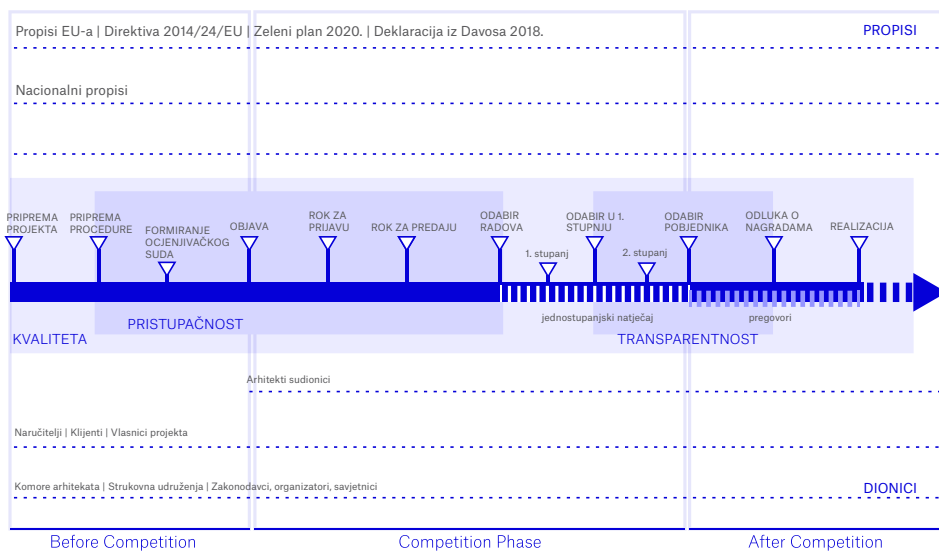 Propisi EU-a | Direktiva 2014/24/EU | Zeleni plan 2020. | Deklaracija iz Davosa 2018.
PROPISI
Nacionalni propisi
PRIPREMA
PROJEKTA
PRIPREMA
PROCEDURE
FORMIRANJE
OCJENJIVAČKOG
SUDA
OBJAVA
ROK ZA
PRIJAVU
ROK ZA PREDAJU
ODABIR
RADOVA
1. stupanj
ODABIR U 1.
STUPNJU
2. stupanj
ODABIR
POBJEDNIKA
ODLUKA O
NAGRADAMA
REALIZACIJA
jednostupanjski natječaj
pregovori
PRISTUPAČNOST
KVALITETA
TRANSPARENTNOST
Arhitekti sudionici
Naručitelji | Klijenti | Vlasnici projekta
Komore arhitekata | Strukovna udruženja | Zakonodavci, organizatori, savjetnici
DIONICI
Before Competition
Competition Phase
After Competition